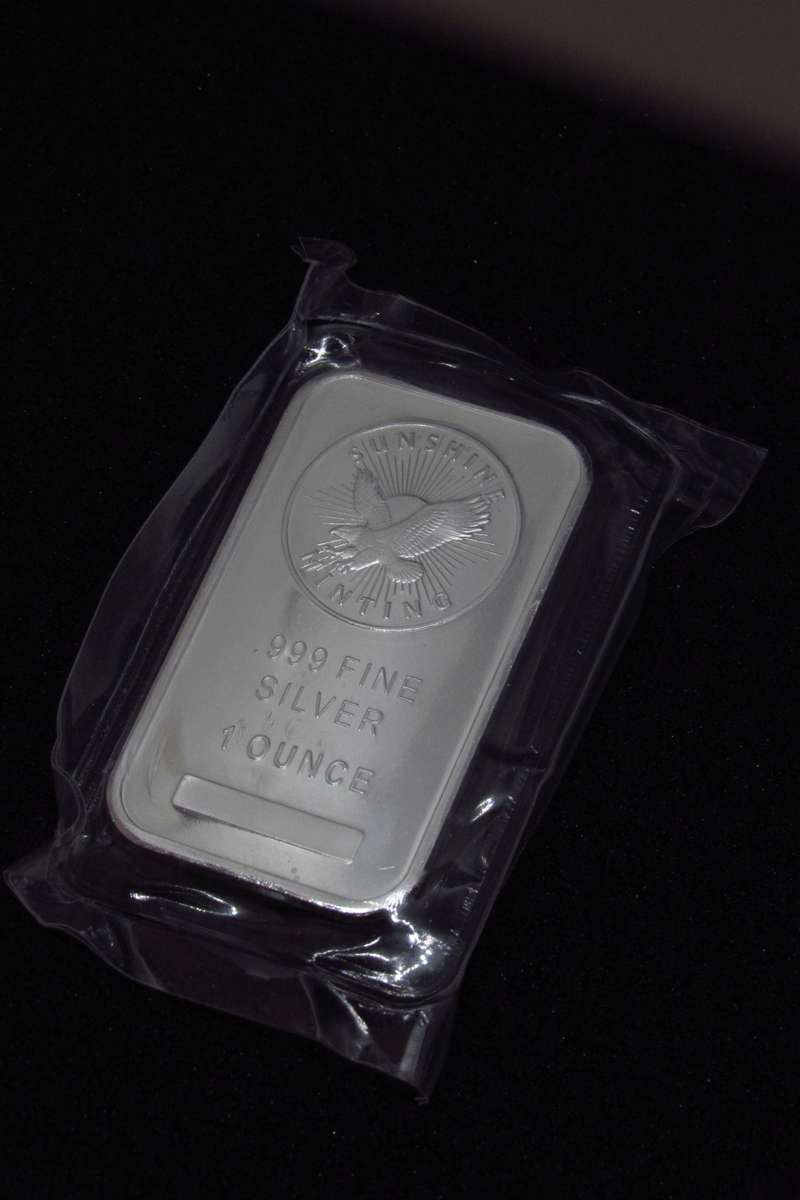 SUNSHINE
MINTING
.999 FINE
SILVER
1 OUNCE